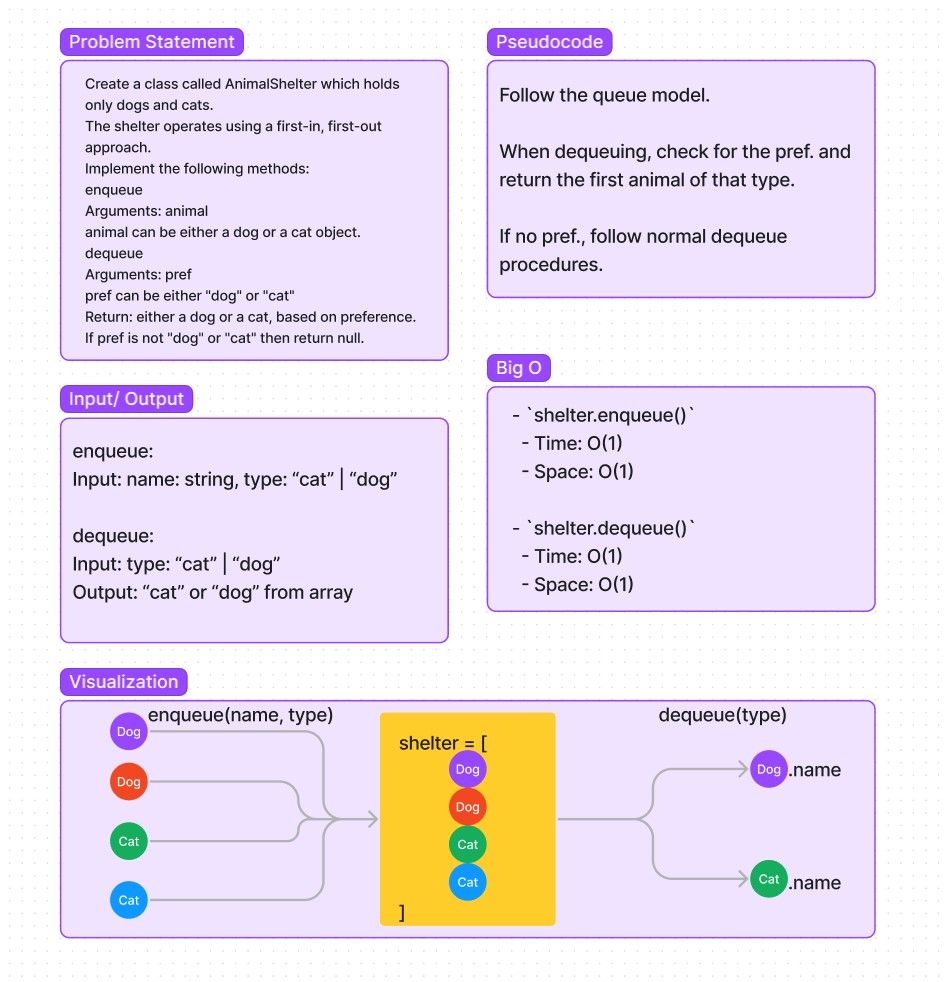 Problem Statement
Create a class called AnimalShelter which holds
only dogs and cats.
The shelter operates using a first-in, first-out
approach.
Implement the following methods:
enqueue
Arguments: animal
animal can be either a dog or a cat object.
dequeue
Arguments: pref
pref can be either "dog" or "cat"
Return: either a dog or a cat, based on preference.
If pref is not "dog" or "cat" then return null.
Pseudocode
Follow the queue model.
When dequeuing, check for the pref. and
return the first animal of that type.
If no pref., follow normal dequeue
procedures.
Input/ Output
enqueue:
Input: name: string, type: “cat” | “dog”
dequeue:
Input: type: “cat” | “dog”
Output: “cat” or “dog” from array
Big O
- `shelter.enqueue()`
- Time: O(1)
- Space: O(1)
- `shelter.dequeue()`
- Time: O(1)
- Space: O(1)
Visualization
enqueue(name, type)
Dog
Dog
Cat
Cat
shelter = [
Dog
Dog
Cat
Cat
]
dequeue(type)
Dog .name
Cat .name